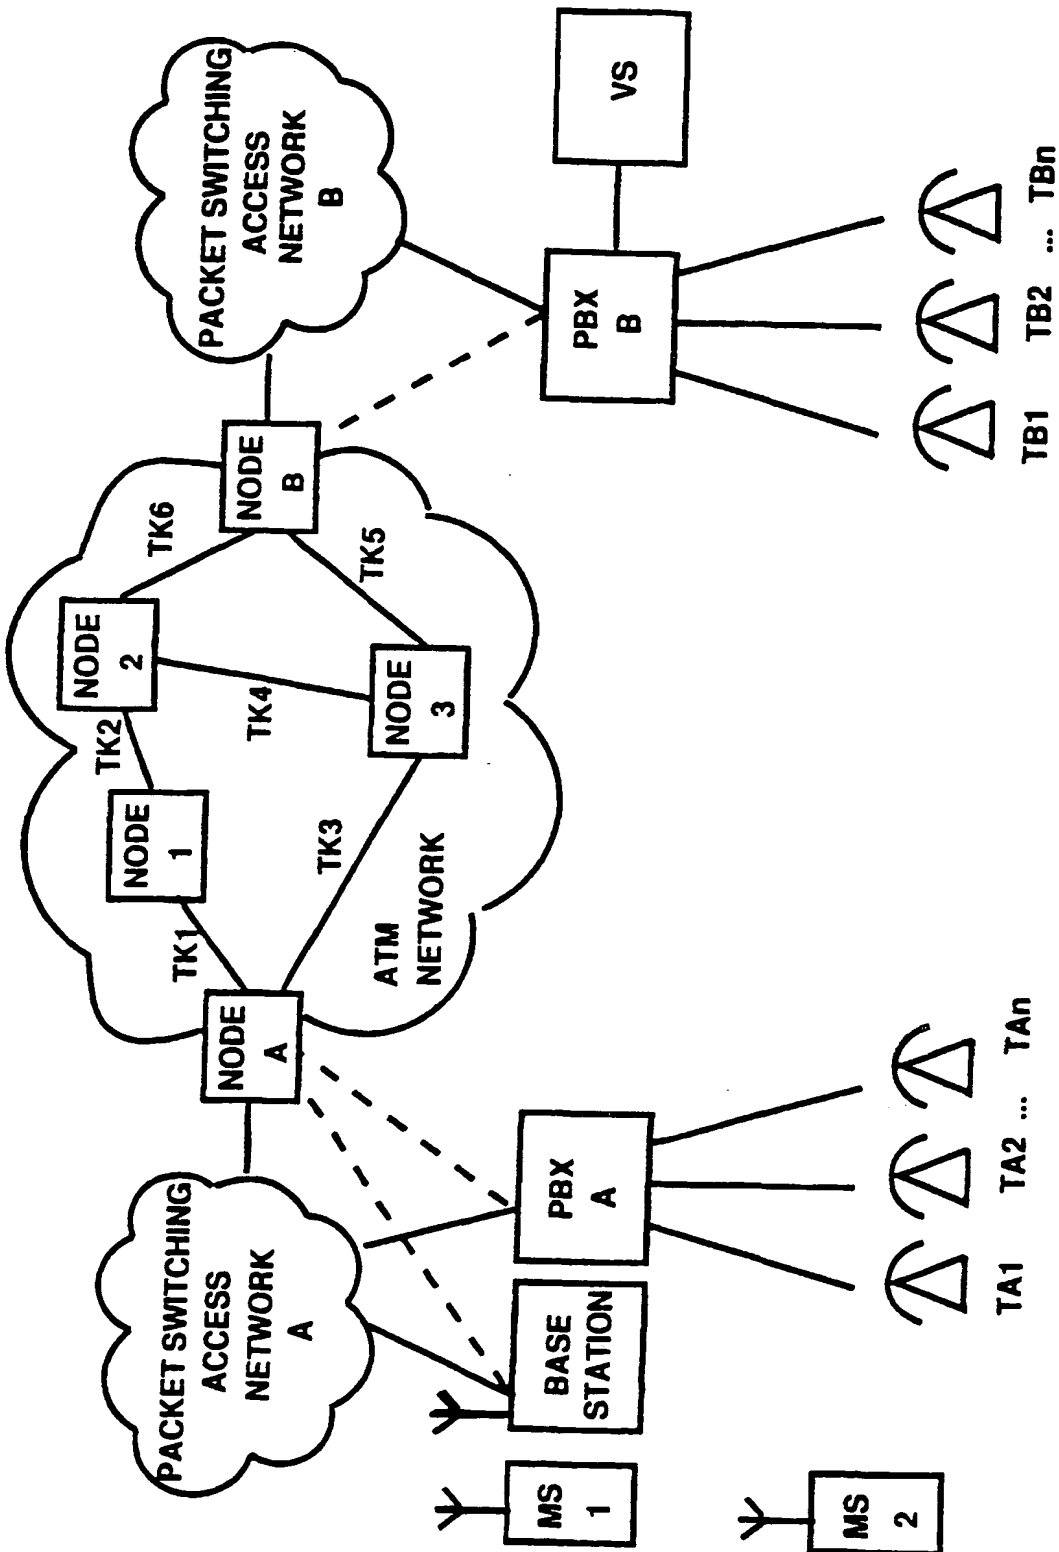 PACKET SWITCHING
ACCESS
NETWORK
A
NODE
A
TK1
NODE
1
TK2
NODE
2
TK6
TK4
TK3
NODE
3
TK5
NODE
B
ATM
NETWORK
PACKET SWITCHING
ACCESS
NETWORK
B
MS
1
BASE
STATION
PBX
A
PBX
B
VS
MS
2
TA1 TA2 ... TAn
TB1 TB2 ... TBn